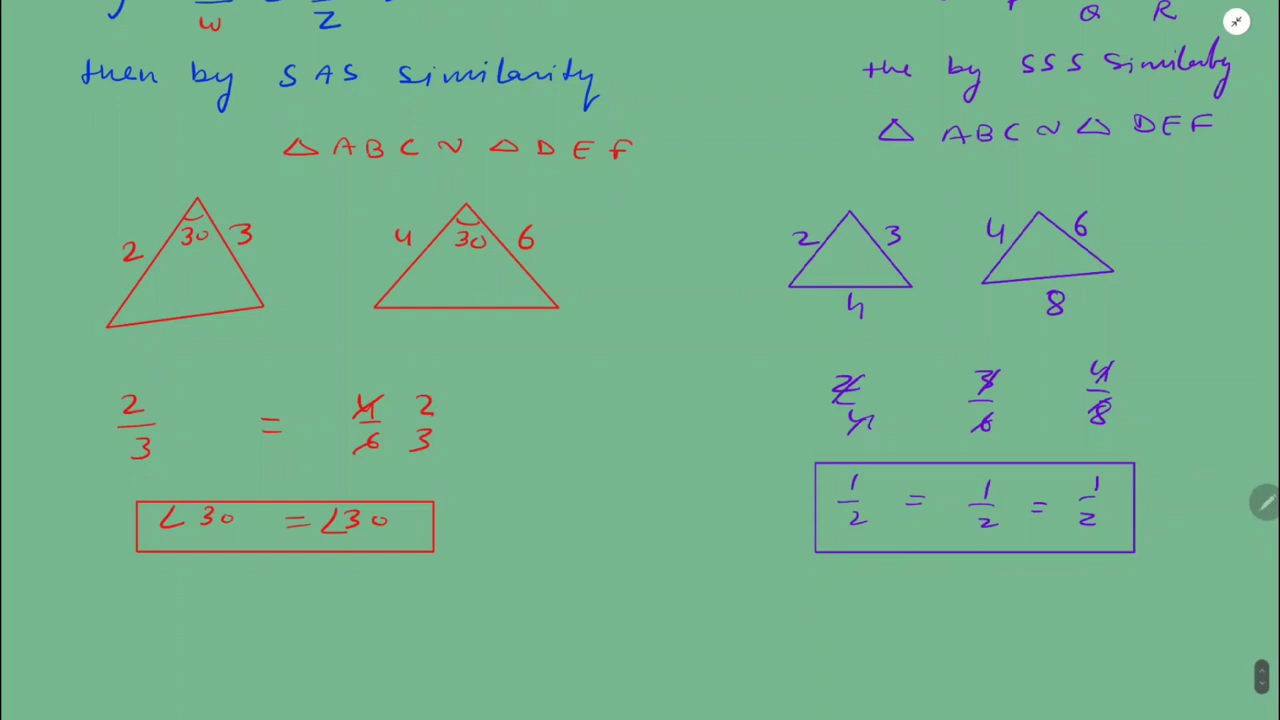 w z
then by SAS similarity
△ ABC ~ △ DEF
2 30 3
4 30 6
2/3 = 4/6 2/3
∠30 = ∠30
Q R
the by SSS similarity
△ ABC ~ △ DEF
2 3 4
4 6 8
2/4 3/6 4/8
1/2 = 1/2 = 1/2